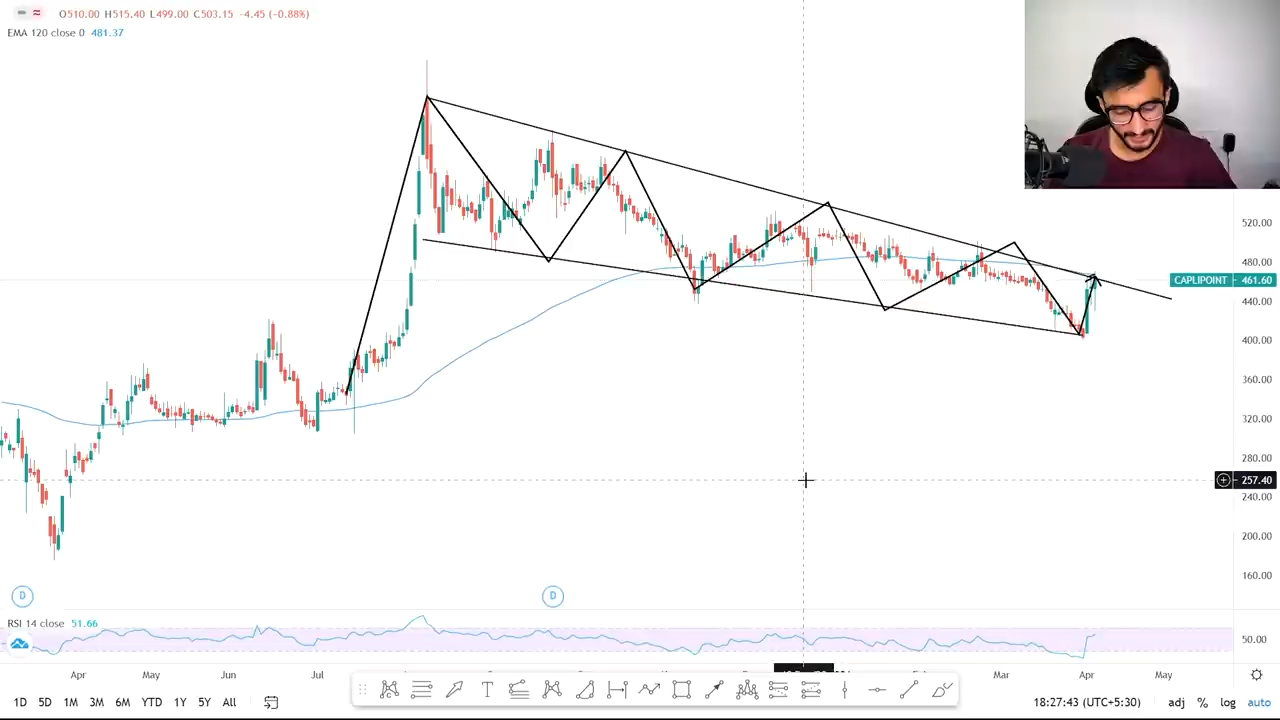 O510.00 H515.40 L499.00 C503.15 -4.45 (-0.88%)
EMA 120 close 0 481.37
520.00
480.00
CAPLIPOINT 461.60
440.00
400.00
360.00
320.00
280.00
257.40
240.00
200.00
160.00
D
D
RSI 14 close 51.66
50.00
Apr May Jun Jul Mar Apr May
1D 5D 1M 3M 6M YTD 1Y 5Y All 18:27:43 (UTC+5:30) adj % log auto